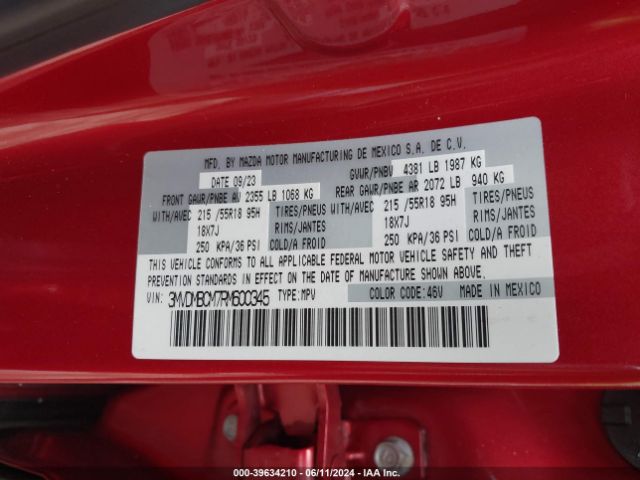 MFD. BY MAZDA MOTOR MANUFACTURING DE MEXICO S.A. DE C.V.
DATE 09/23 GVWR/PNBV 4381 LB 1987 KG
FRONT GAWR/PNBE AV 2355 LB 1068 KG REAR GAWR/PNBE AR 2072 LB 940 KG
WITH/AVEC 215 /55R18 95H TIRES/PNEUS WITH/AVEC 215 /55R18 95H TIRES/PNEUS
18X7J RIMS/JANTES 18X7J RIMS/JANTES
250 KPA/36 PSI COLD/A FROID 250 KPA/36 PSI COLD/A FROID
THIS VEHICLE CONFORMS TO ALL APPLICABLE FEDERAL MOTOR VEHICLE SAFETY AND THEFT
PREVENTION STANDARDS IN EFFECT ON THE DATE OF MANUFACTURE SHOWN ABOVE.
VIN: 3MVDMBCM7RM600345 TYPE: MPV COLOR CODE: 46V MADE IN MEXICO
000-39634210 - 06/11/2024 - IAA Inc.